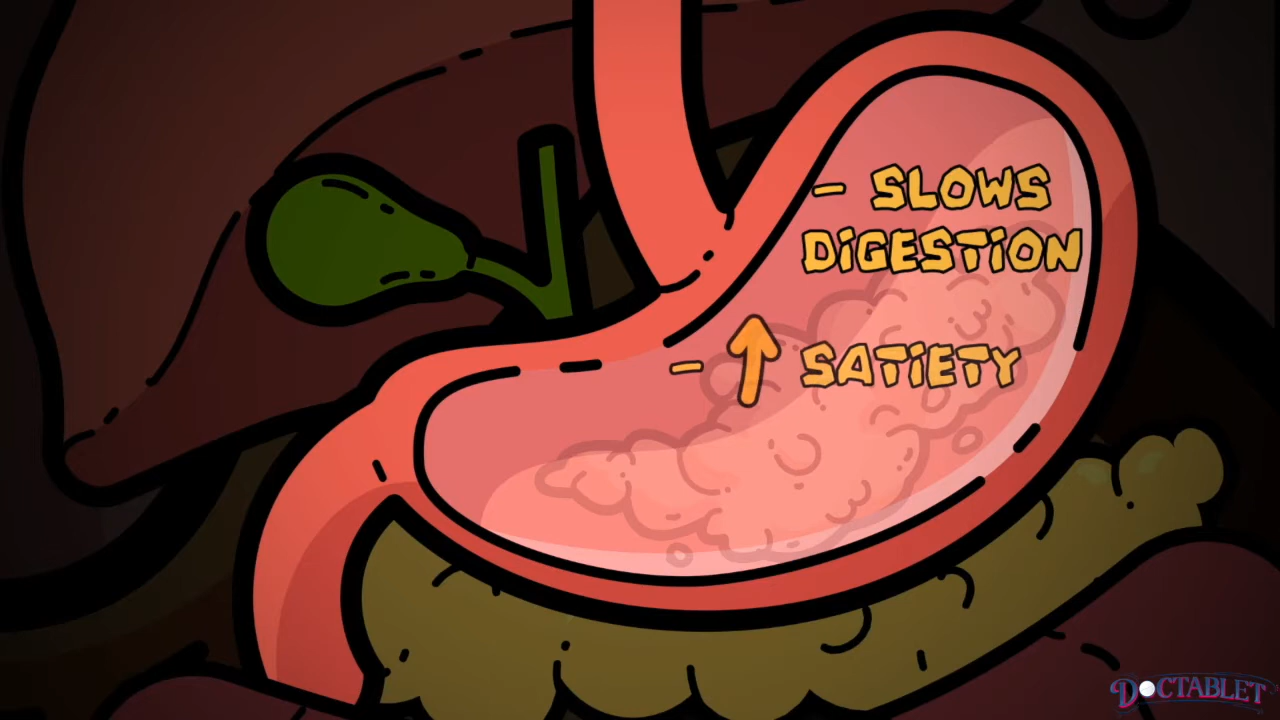 - SLOWS
DIGESTION
- ↑ SATIETY
DOCTABLET